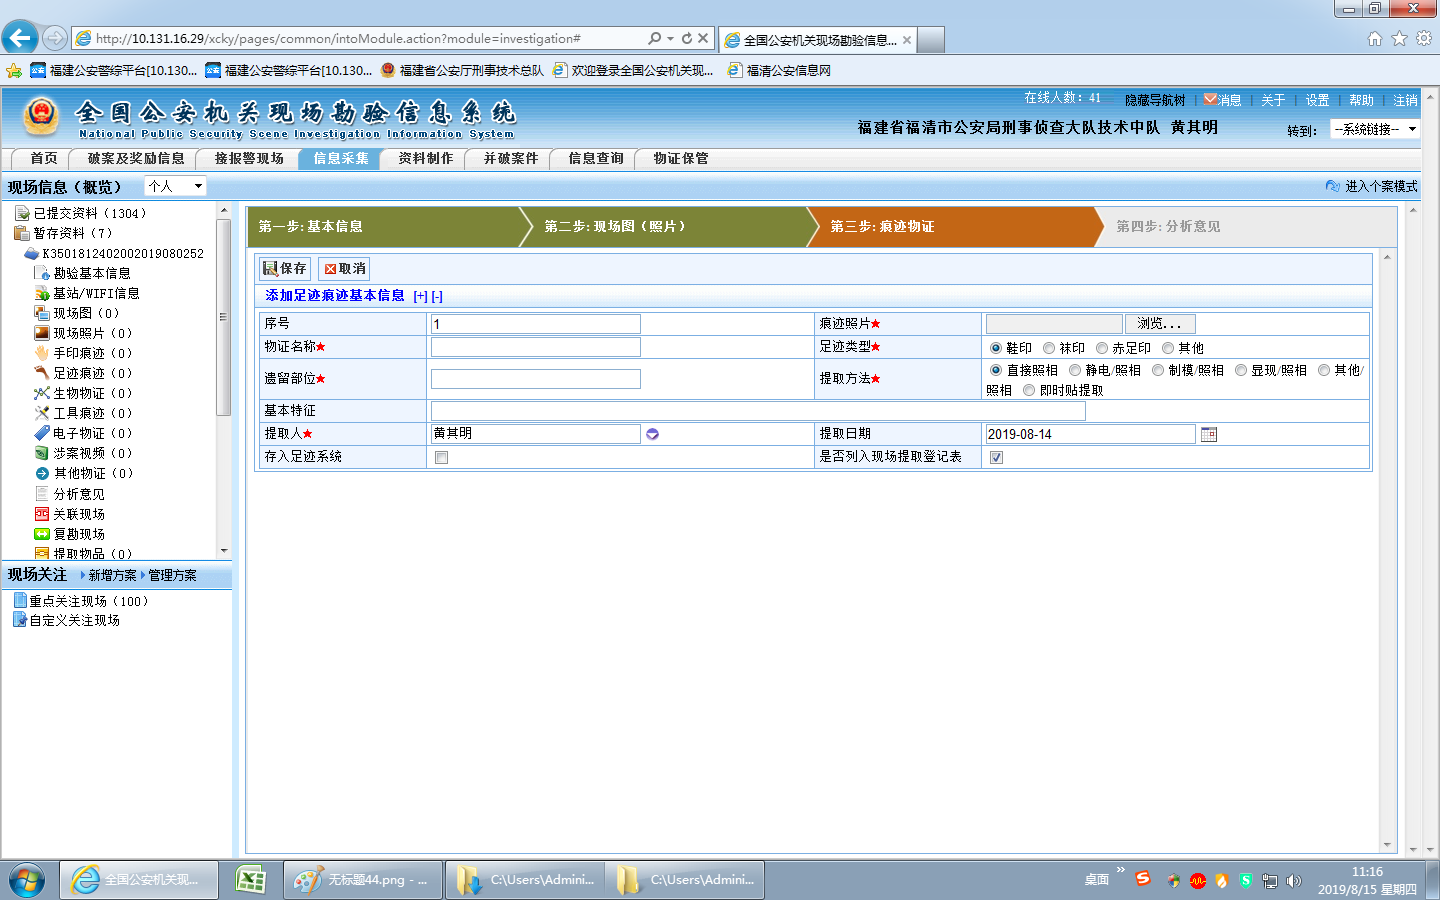 http://10.131.16.29/xcky/pages/common/intoModule.action?module=investigation#
全国公安机关现场勘验信息...
福建公安警综平台[10.130...
福建公安警综平台[10.130...
福建省公安厅刑事技术总队
欢迎登录全国公安机关现...
福清公安信息网
全国公安机关现场勘验信息系统
National Public Security Scene Investigation Information System
在线人数: 41
隐藏导航树
消息
关于
设置
帮助
注销
福建省福清市公安局刑事侦查大队技术中队 黄其明
转到:
--系统链接--
首页
破案及奖励信息
接报警现场
信息采集
资料制作
并破案件
信息查询
物证保管
现场信息（概览）
个人
进入个案模式
已提交资料（1304）
暂存资料（7）
K3501812402002019080252
勘验基本信息
基站/WIFI信息
现场图（0）
现场照片（0）
手印痕迹（0）
足迹痕迹（0）
生物物证（0）
工具痕迹（0）
电子物证（0）
涉案视频（0）
其他物证（0）
分析意见
关联现场
复勘现场
提取物品（0）
现场关注
新增方案
管理方案
重点关注现场（100）
自定义关注现场
第一步: 基本信息
第二步: 现场图（照片）
第三步: 痕迹物证
第四步: 分析意见
保存
取消
添加足迹痕迹基本信息 [+] [-]
序号
1
痕迹照片★
浏览...
物证名称★
足迹类型★
鞋印 袜印 赤足印 其他
遗留部位★
提取方法★
直接照相 静电/照相 制模/照相 显现/照相 其他/
照相 即时贴提取
基本特征
提取人★
黄其明
提取日期
2019-08-14
存入足迹系统
是否列入现场提取登记表
全国公安机关现...
无标题44.png - ...
C:\Users\Admini...
C:\Users\Admini...
桌面
11:16
2019/8/15 星期四